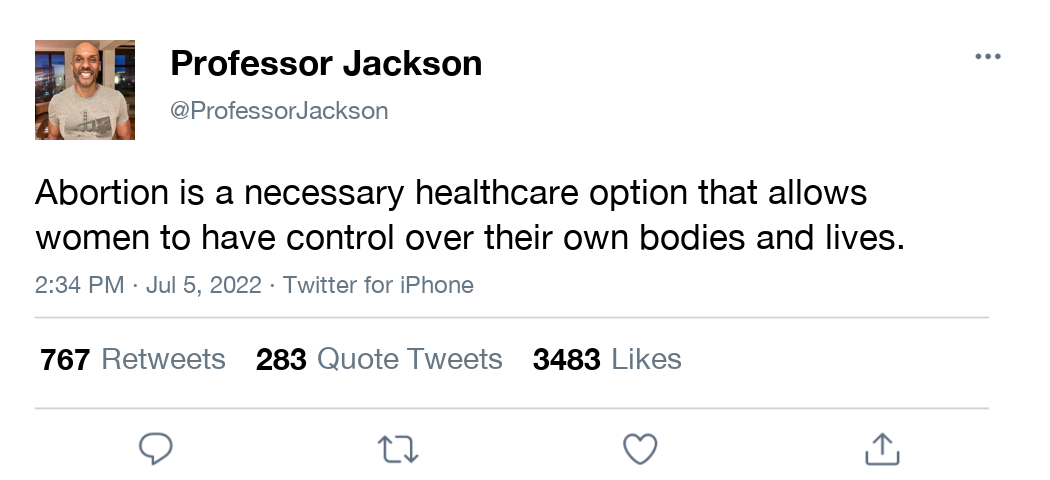 Professor Jackson
@ProfessorJackson
Abortion is a necessary healthcare option that allows
women to have control over their own bodies and lives.
2:34 PM · Jul 5, 2022 · Twitter for iPhone
767 Retweets 283 Quote Tweets 3483 Likes